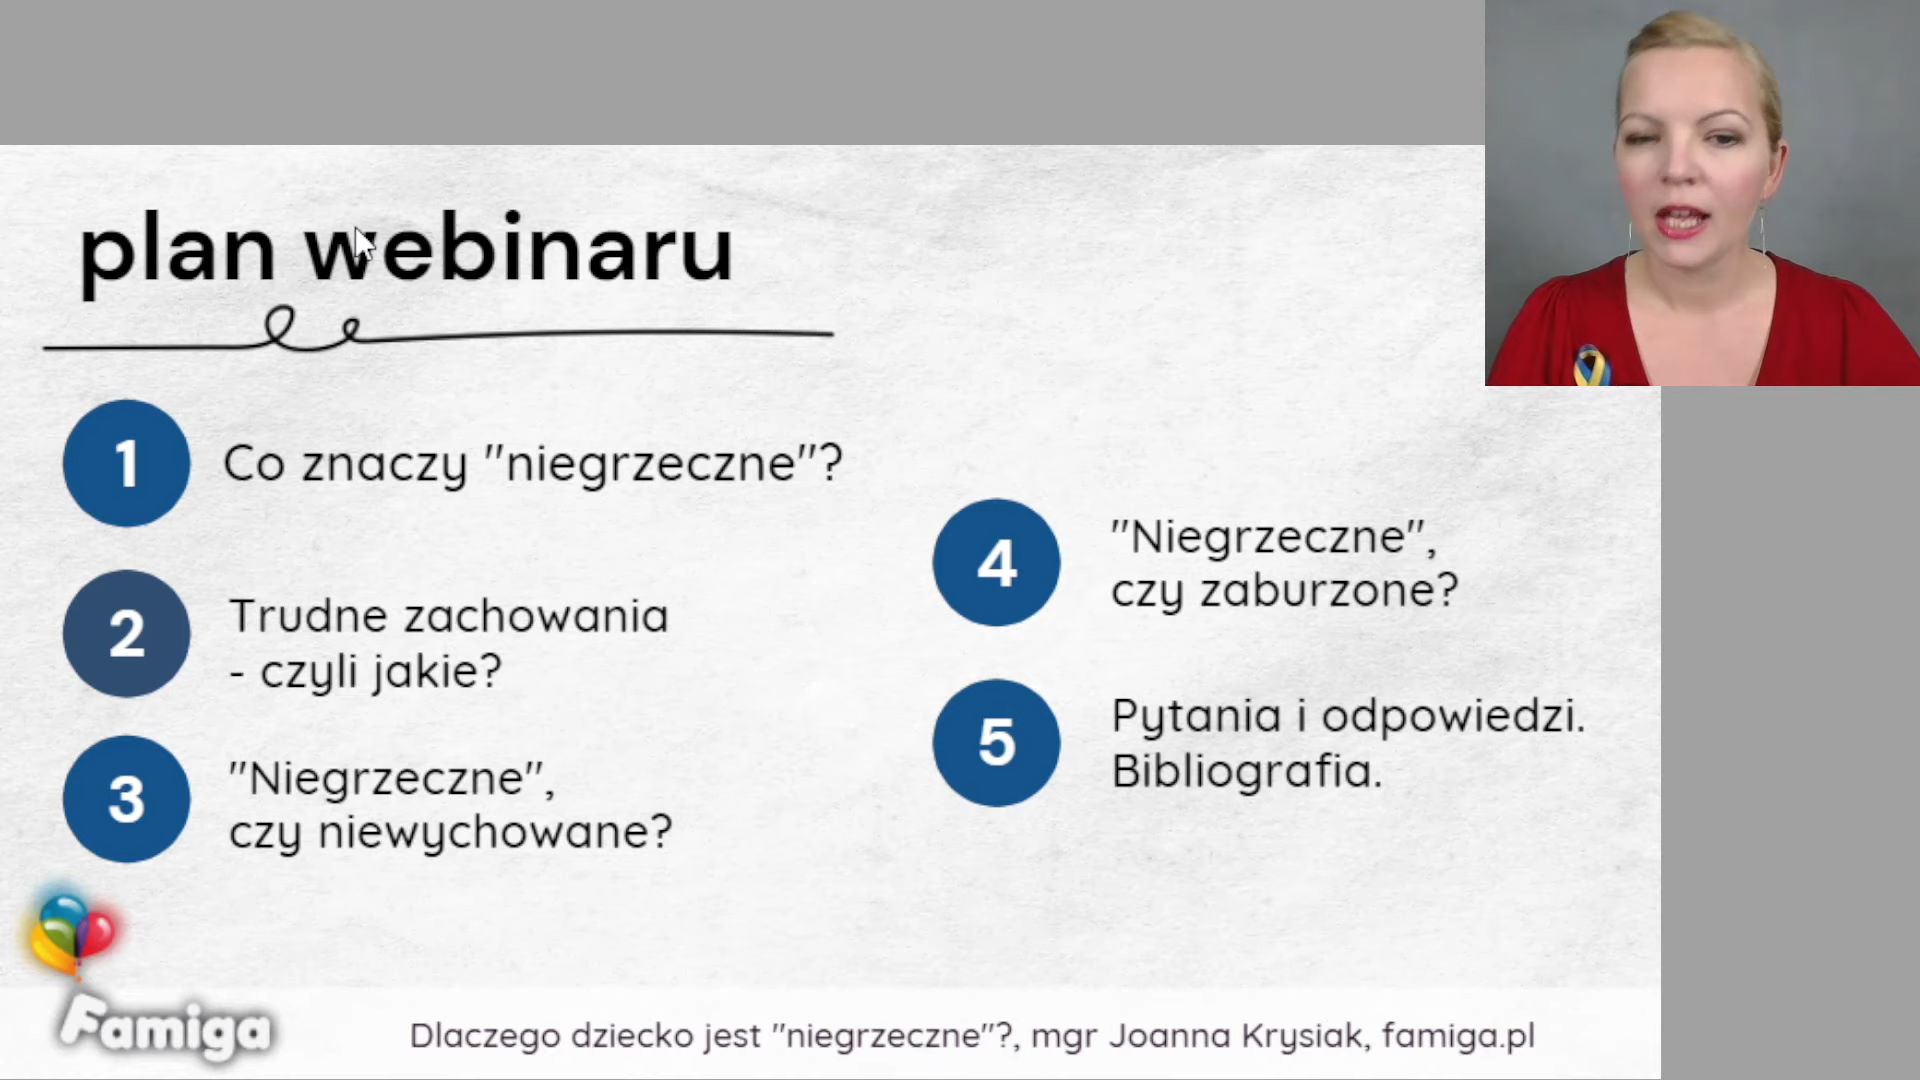 plan webinaru
1
Co znaczy "niegrzeczne"?
2
Trudne zachowania
- czyli jakie?
3
"Niegrzeczne",
czy niewychowane?
4
"Niegrzeczne",
czy zaburzone?
5
Pytania i odpowiedzi.
Bibliografia.
Famiga
Dlaczego dziecko jest "niegrzeczne"?, mgr Joanna Krysiak, famiga.pl